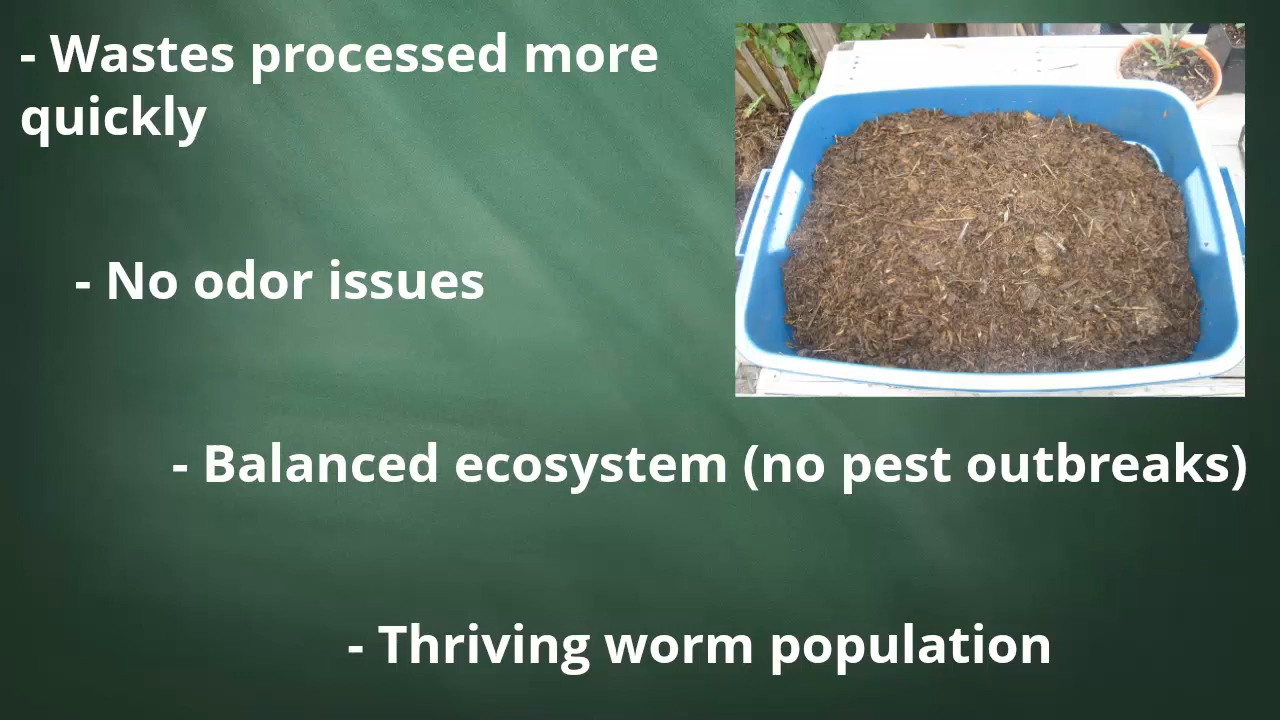 - Wastes processed more
quickly
- No odor issues
- Balanced ecosystem (no pest outbreaks)
- Thriving worm population